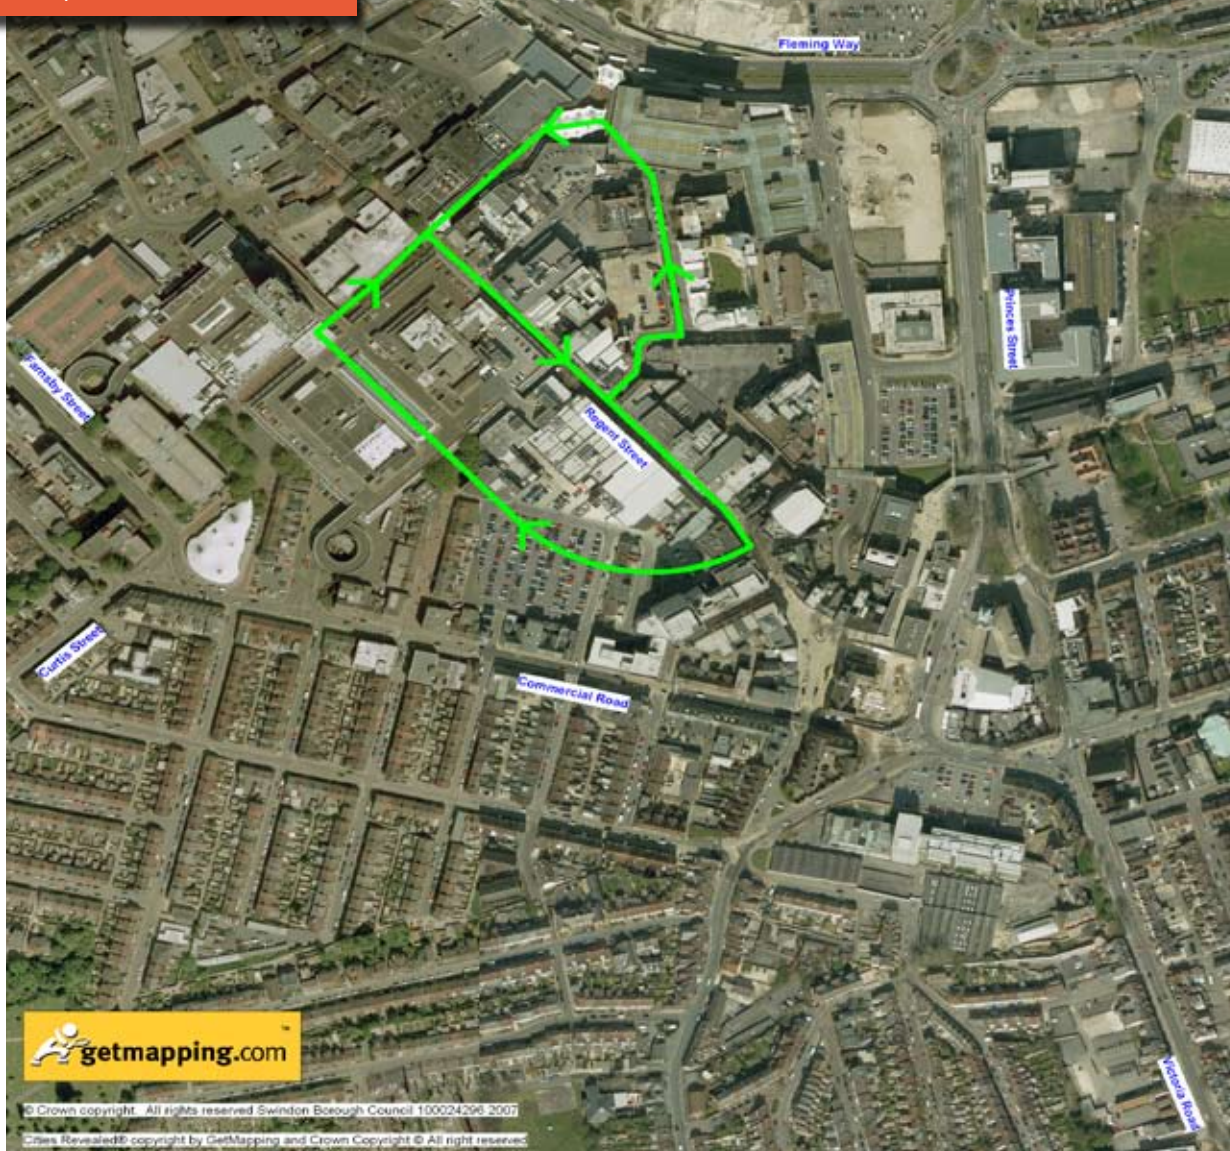 Fleming Way
Princes Street
Farnsby Street
Regent Street
Curtis Street
Commercial Road
Victoria Road
getmapping.com
™
© Crown copyright. All rights reserved Swindon Borough Council 100024296 2007
Cities Revealed® copyright by GetMapping and Crown Copyright © All right reserved